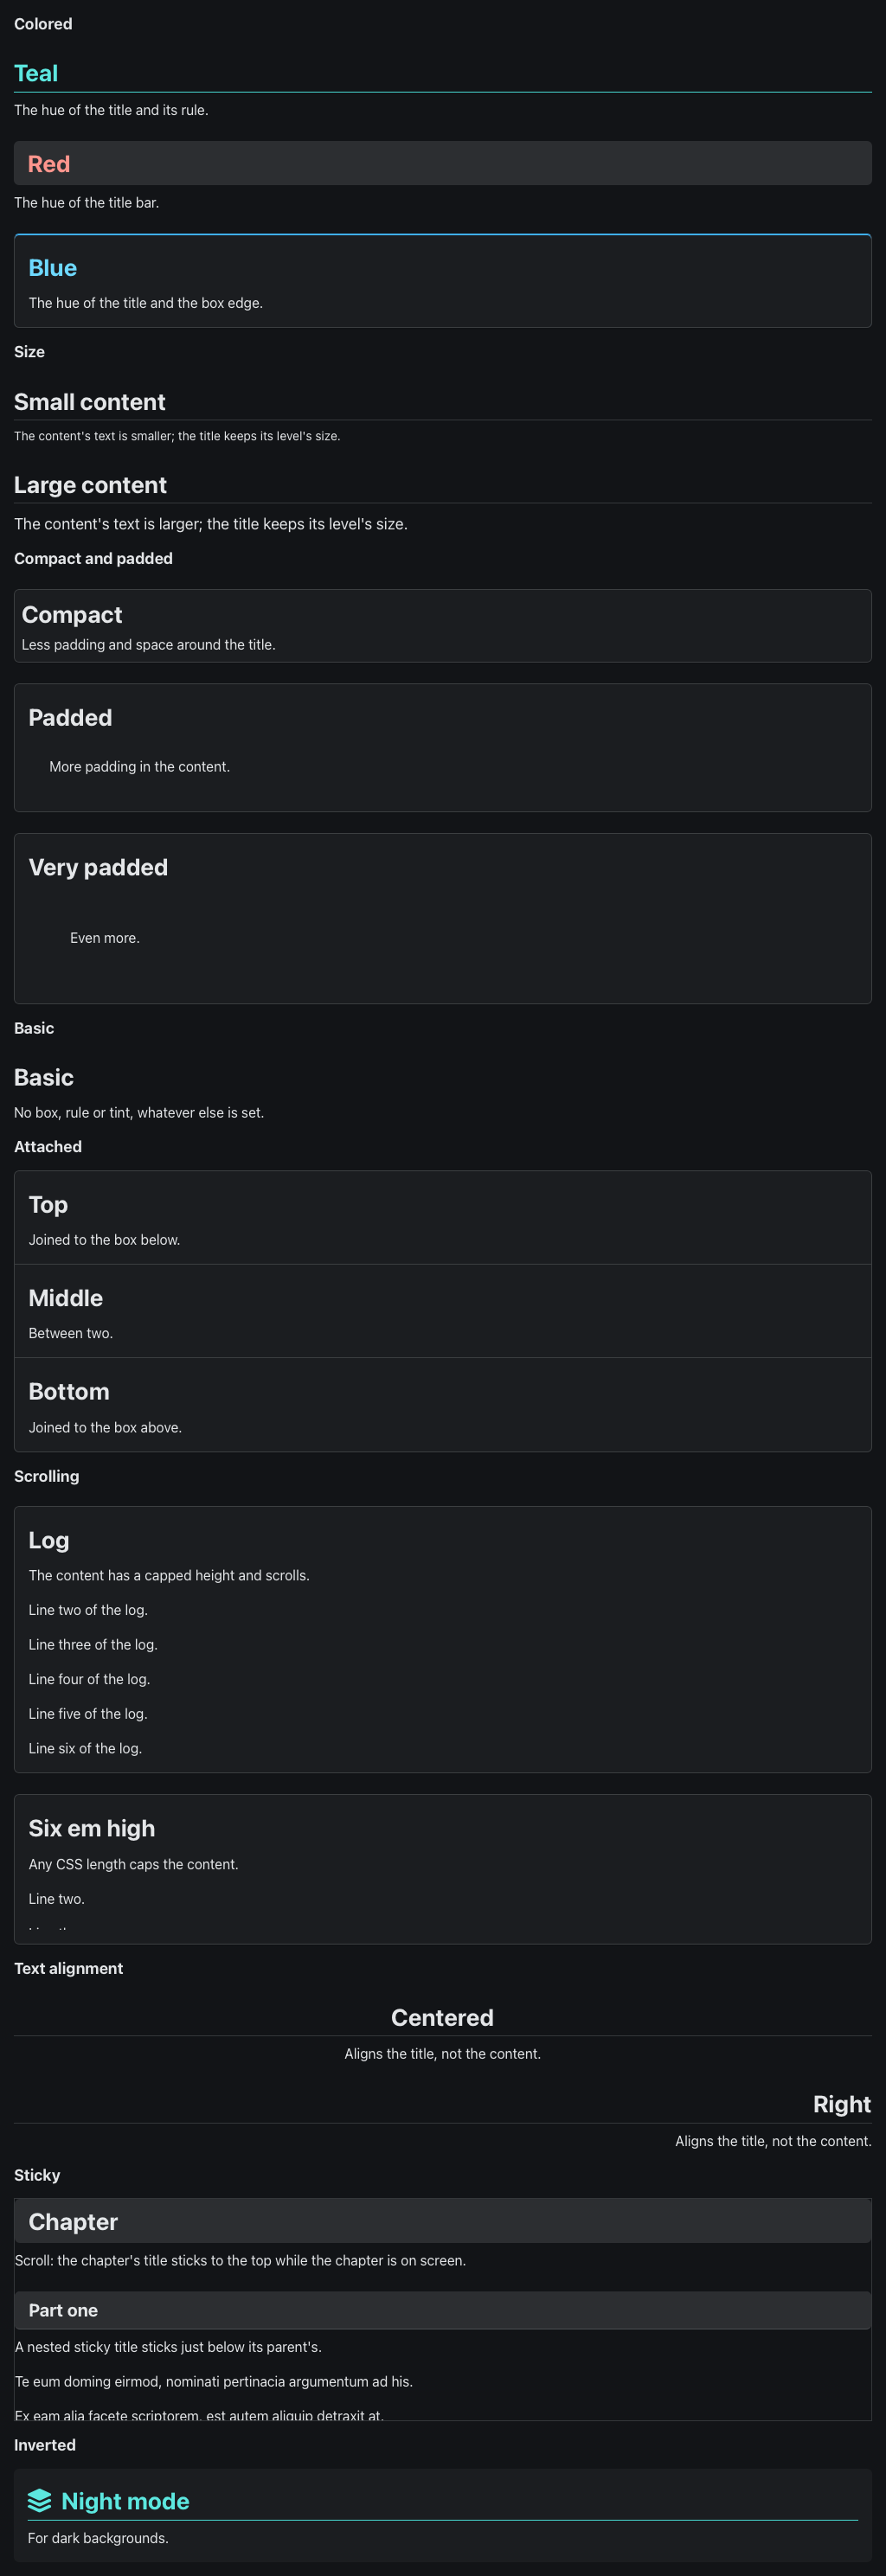 Colored
Teal
The hue of the title and its rule.
Red
The hue of the title bar.
Blue
The hue of the title and the box edge.
Size
Small content
The content's text is smaller; the title keeps its level's size.
Large content
The content's text is larger; the title keeps its level's size.
Compact and padded
Compact
Less padding and space around the title.
Padded
More padding in the content.
Very padded
Even more.
Basic
Basic
No box, rule or tint, whatever else is set.
Attached
Top
Joined to the box below.
Middle
Between two.
Bottom
Joined to the box above.
Scrolling
Log
The content has a capped height and scrolls.
Line two of the log.
Line three of the log.
Line four of the log.
Line five of the log.
Line six of the log.
Six em high
Any CSS length caps the content.
Line two.
Text alignment
Centered
Aligns the title, not the content.
Right
Aligns the title, not the content.
Sticky
Chapter
Scroll: the chapter's title sticks to the top while the chapter is on screen.
Part one
A nested sticky title sticks just below its parent's.
Te eum doming eirmod, nominati pertinacia argumentum ad his.
Ex eam alia facete scriptorem, est autem aliquip detraxit at.
Inverted
Night mode
For dark backgrounds.